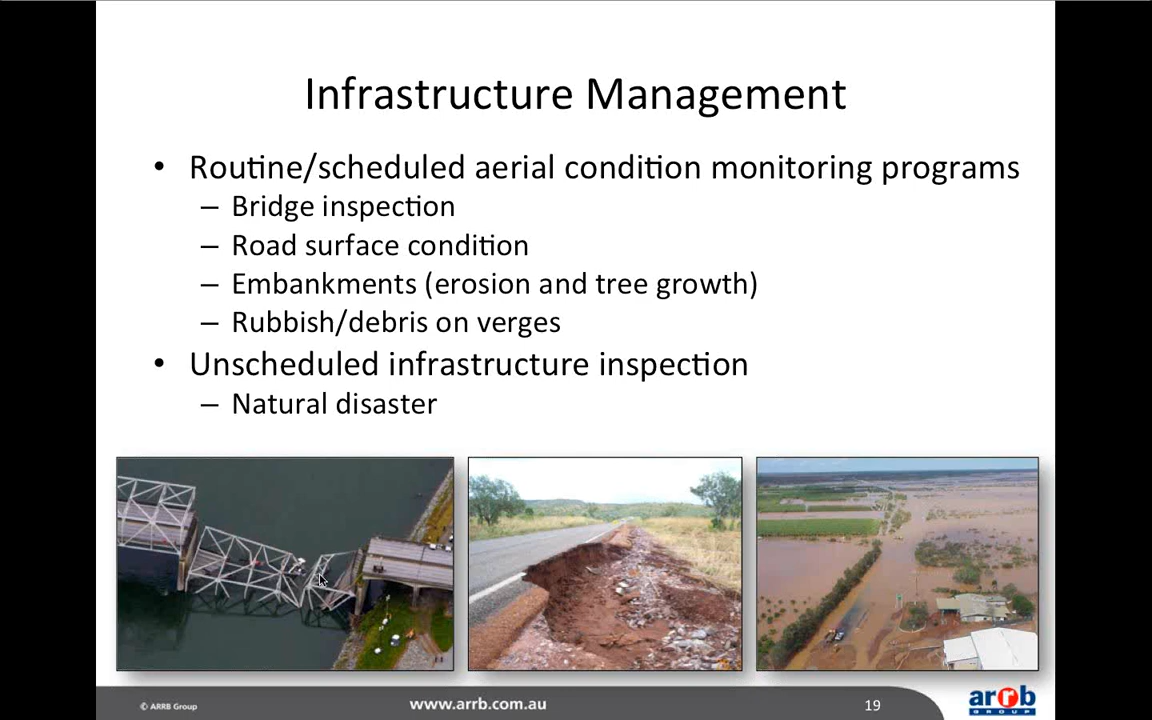 Infrastructure Management
• Routine/scheduled aerial condition monitoring programs
– Bridge inspection
– Road surface condition
– Embankments (erosion and tree growth)
– Rubbish/debris on verges
• Unscheduled infrastructure inspection
– Natural disaster
© ARRB Group
www.arrb.com.au
19
arrb
GROUP